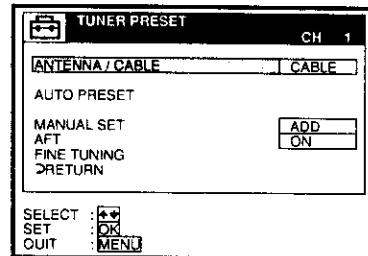 TUNER PRESET
CH 1
ANTENNA / CABLE CABLE
AUTO PRESET
MANUAL SET ADD
AFT ON
FINE TUNING
RETURN
SELECT :
SET : OK
QUIT : MENU